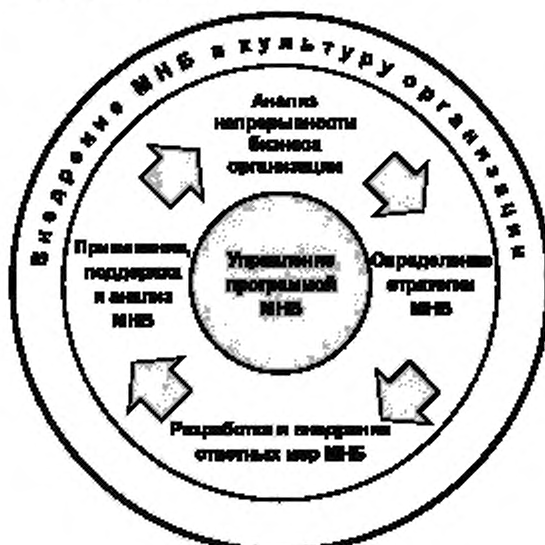 Внедрение МНБ в культуру организации
Анализ
непрерывности
бизнеса
организации
Применение,
поддержка
и анализ
МНБ
Управление
программой
МНБ
Определение
стратегии
МНБ
Разработка и внедрение
ответных мер МНБ